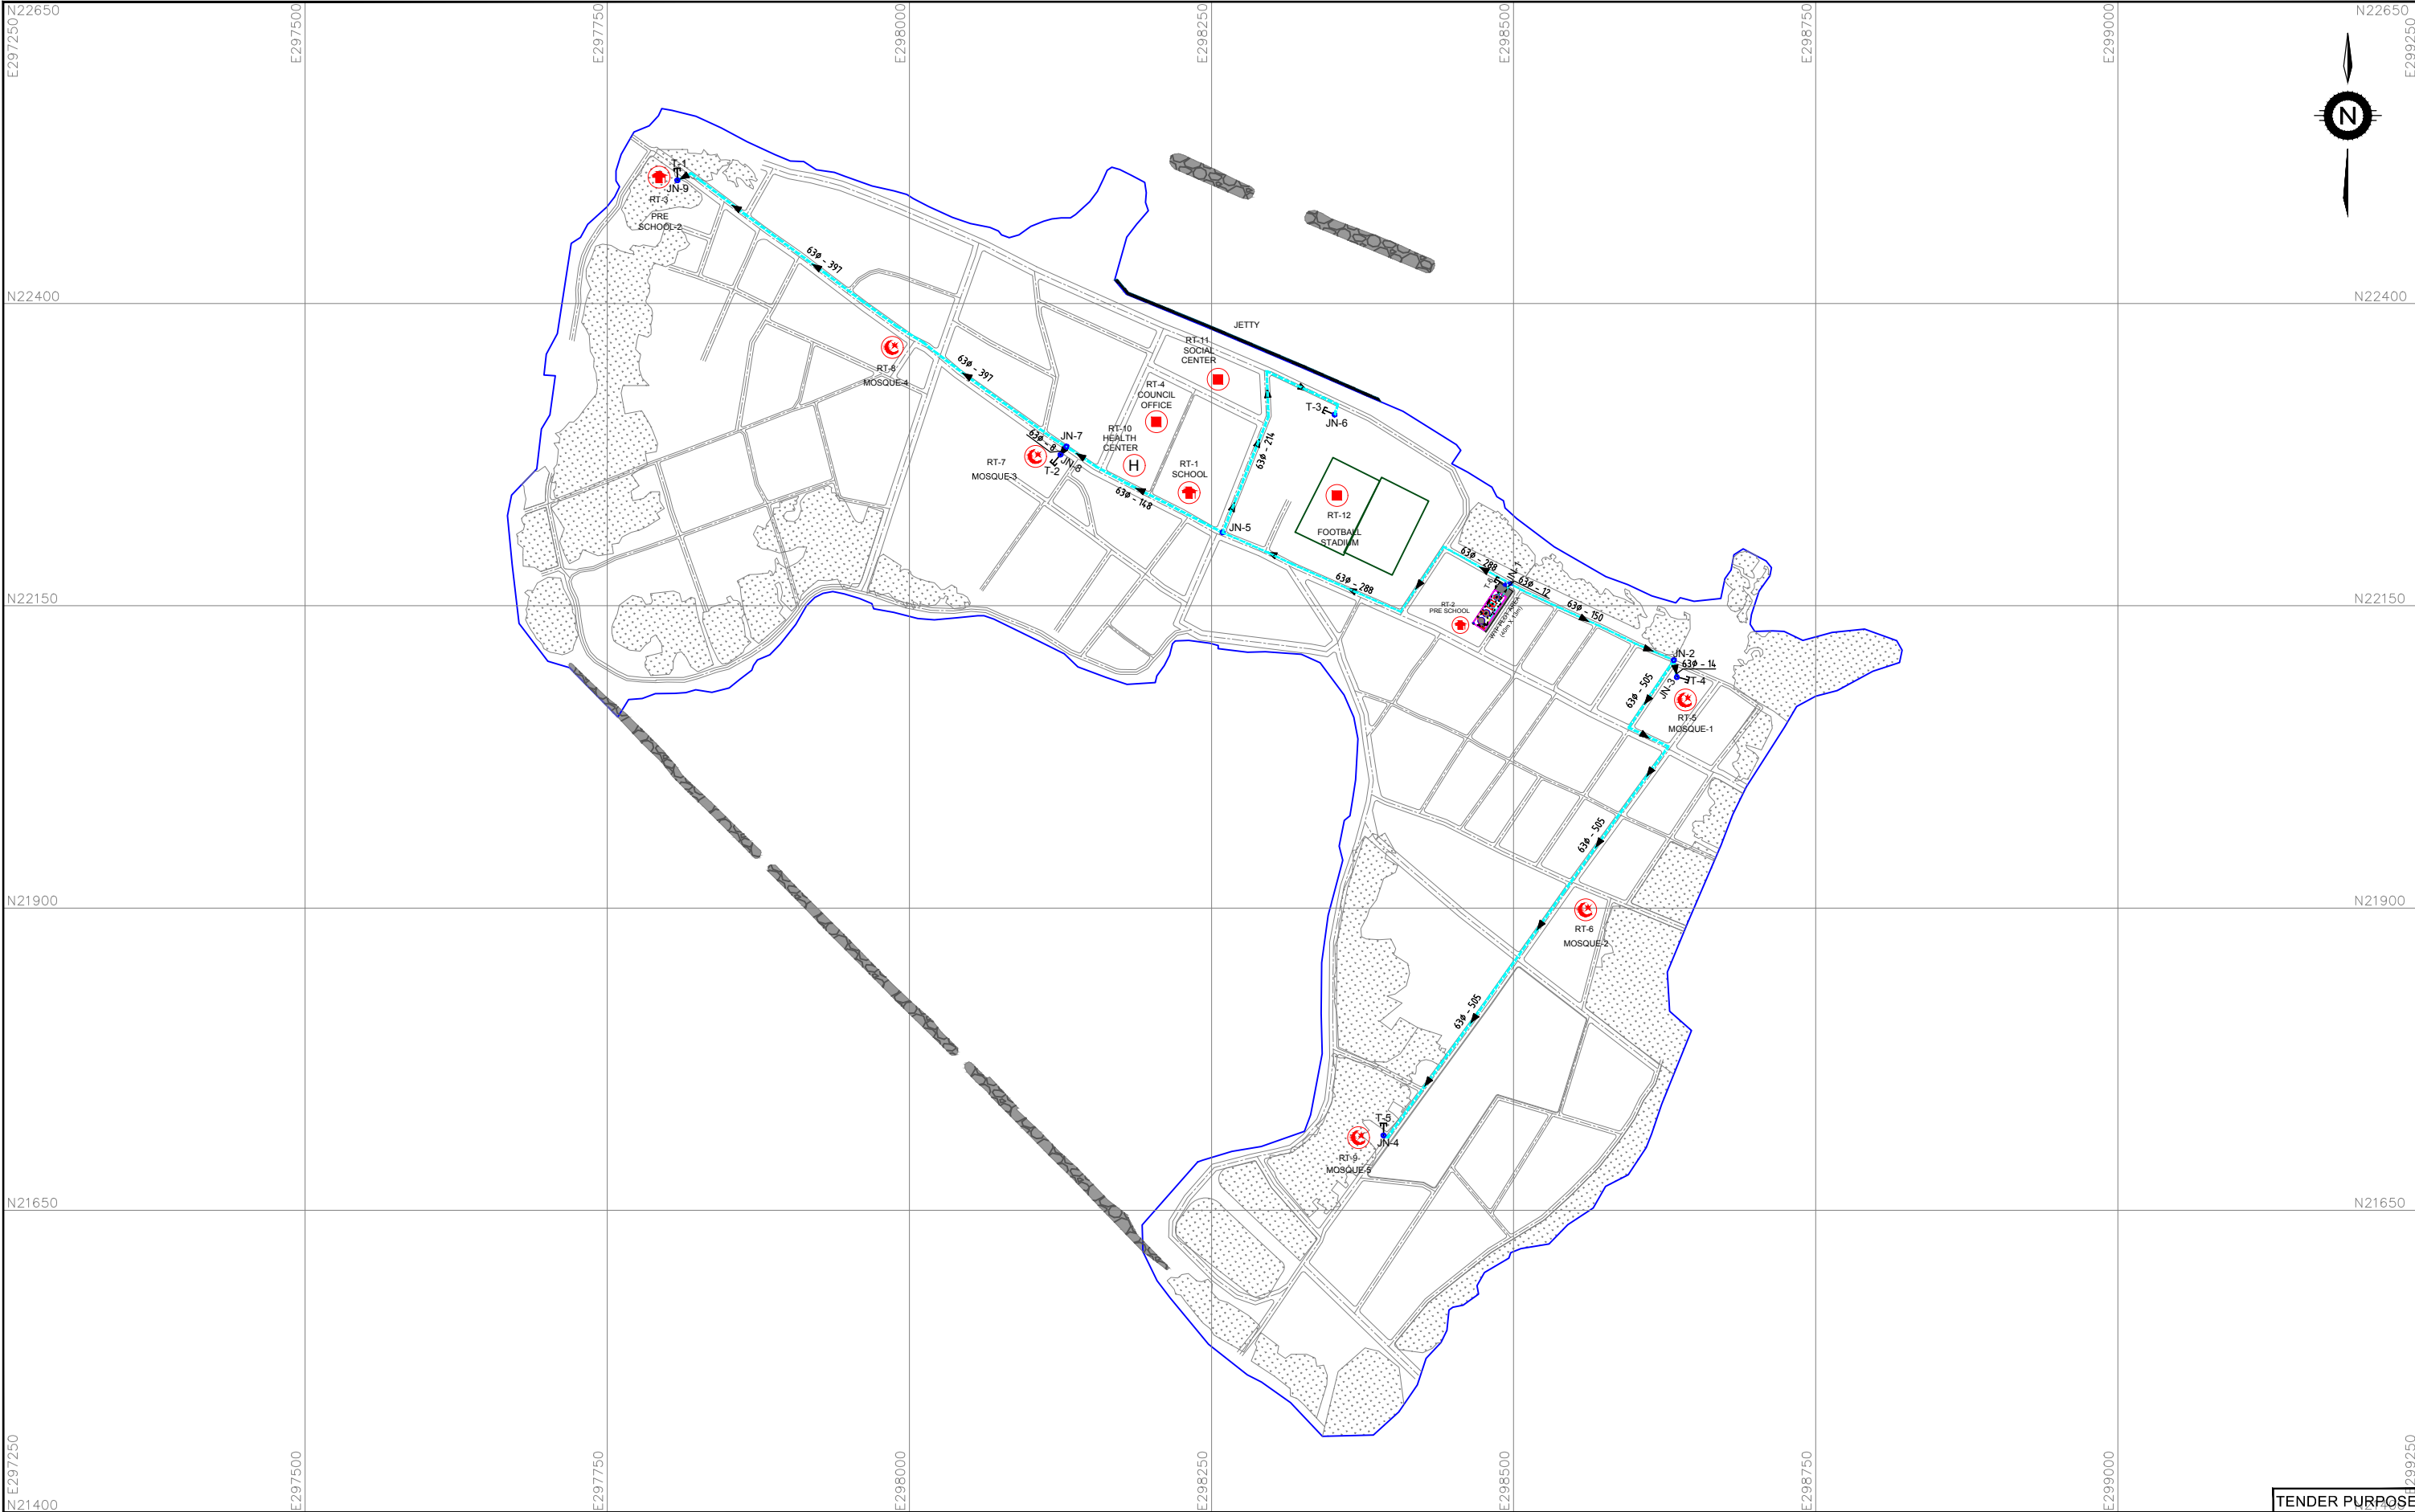 N22650
N22650
E297250
E297500
E297750
E298000
E298250
E298500
E298750
E299000
E299250
N
T-1
JN-9
RT-3
PRE
SCHOOL-2
63ø - 397
N22400
N22400
JETTY
RT-11
SOCIAL
CENTER
RT-8
MOSQUE-4
63ø - 397
RT-4
COUNCIL
OFFICE
T-3
JN-6
RT-10
HEALTH
CENTER
H
JN-7
63ø - 8
JN-8
T-2
RT-7
MOSQUE-3
RT-1
SCHOOL
63ø - 214
63ø - 148
RT-12
FOOTBALL
STADIUM
JN-5
63ø - 288
63ø - 288
JN-1
63ø - 12
63ø - 150
N22150
N22150
RT-2
PRE SCHOOL
JN-2
63ø - 14
JN-3
T-4
63ø - 505
RT-5
MOSQUE-1
63ø - 505
N21900
N21900
RT-6
MOSQUE-2
63ø - 505
T-5
JN-4
RT-9
MOSQUE-5
N21650
N21650
E297250
E297500
E297750
E298000
E298250
E298500
E298750
E299000
E299250
N21400
TENDER PURPOSE